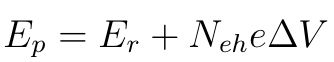 $E_p = E_r + N_{eh} e \Delta V$